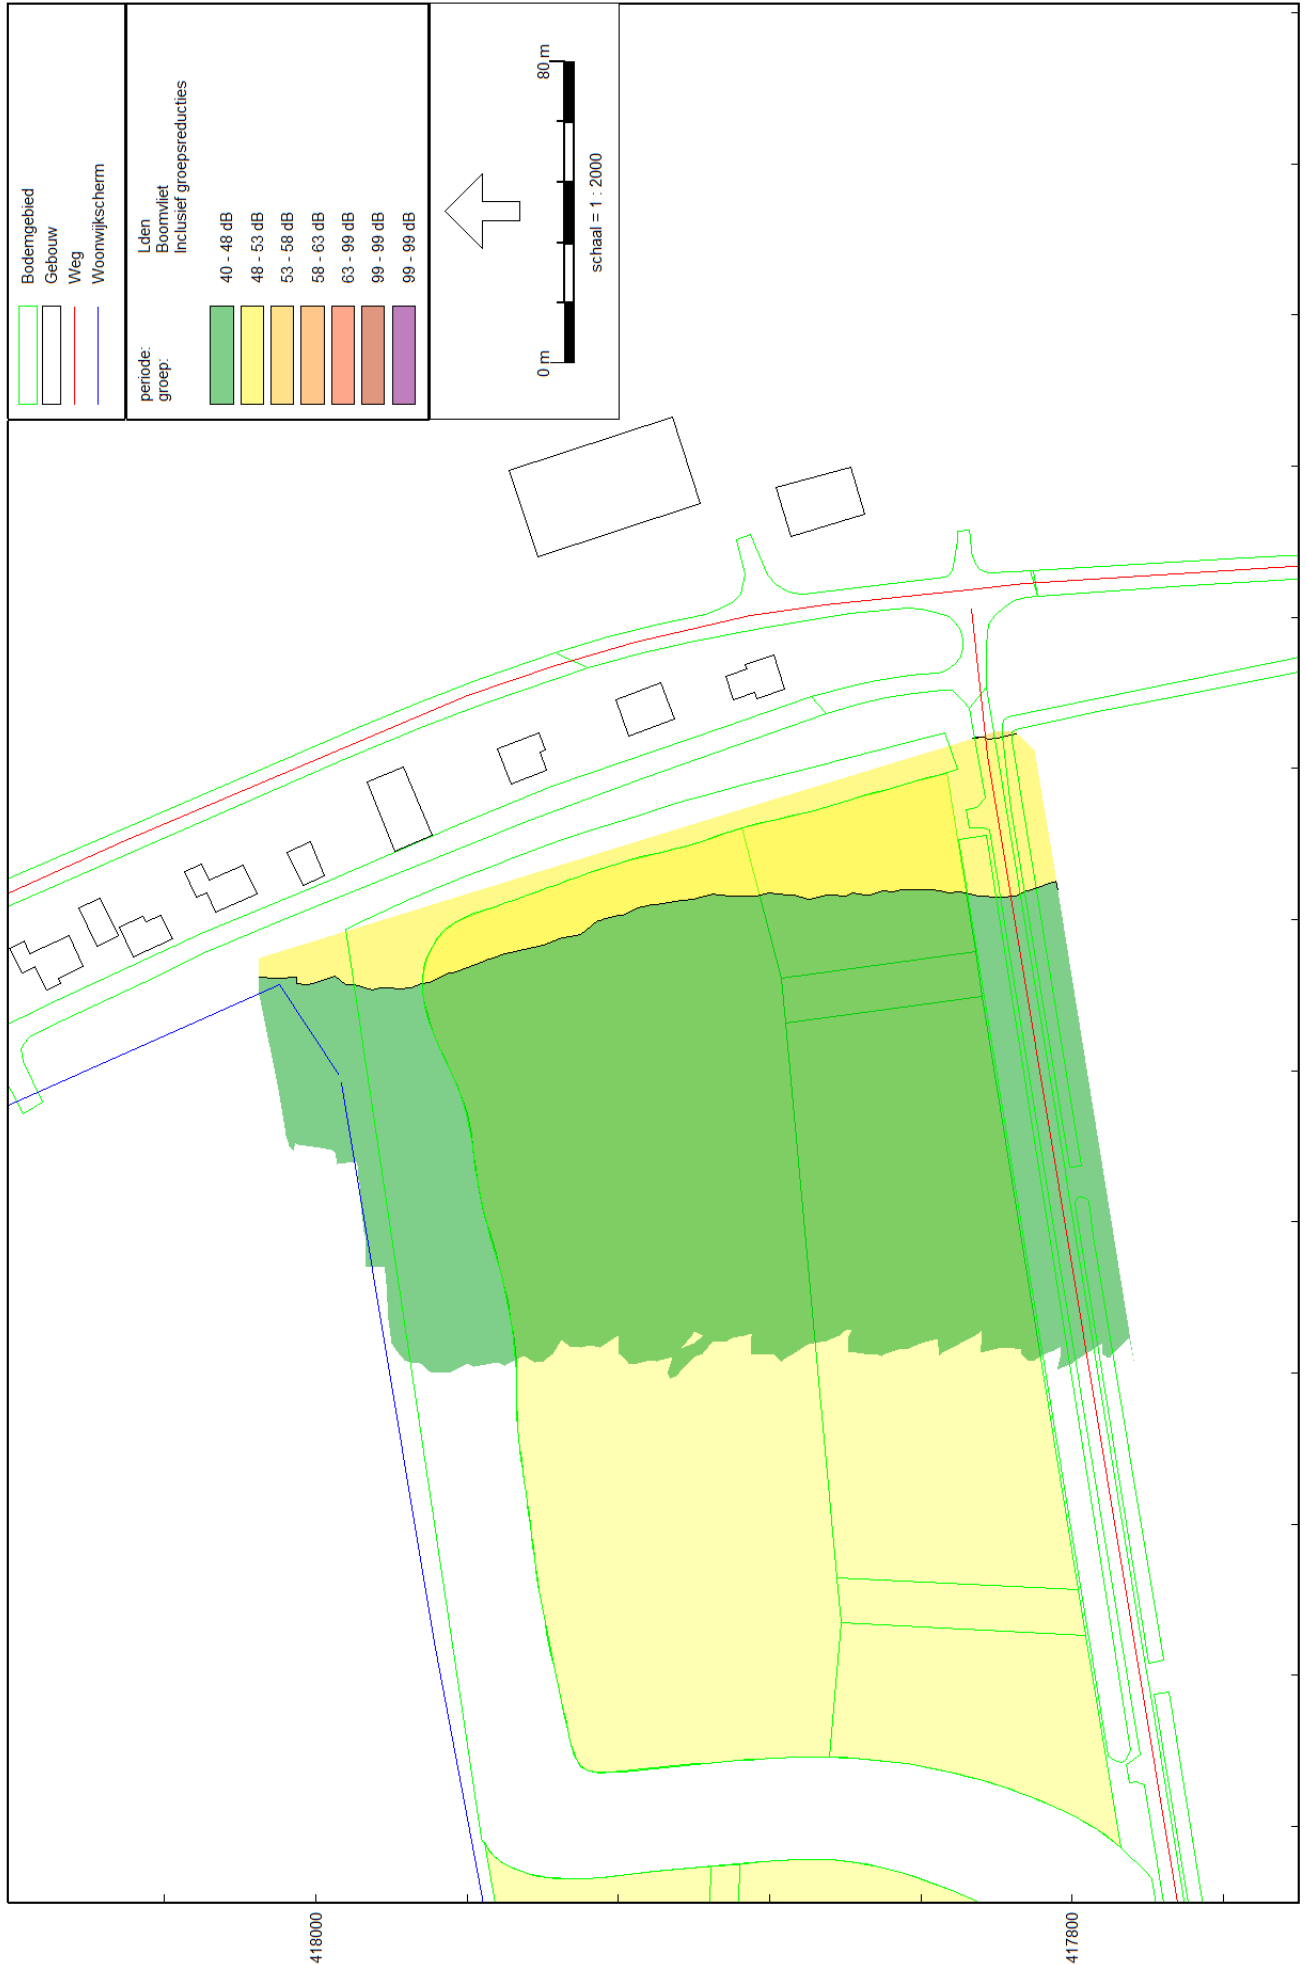 Bodemgebied
Gebouw
Weg
Woonwijkscherm
periode: Lden
groep: Boomvliet
Inclusief groepsreducties
40 - 48 dB
48 - 53 dB
53 - 58 dB
58 - 63 dB
63 - 99 dB
99 - 99 dB
99 - 99 dB
0 m 80 m
schaal = 1 : 2000
418000
417800